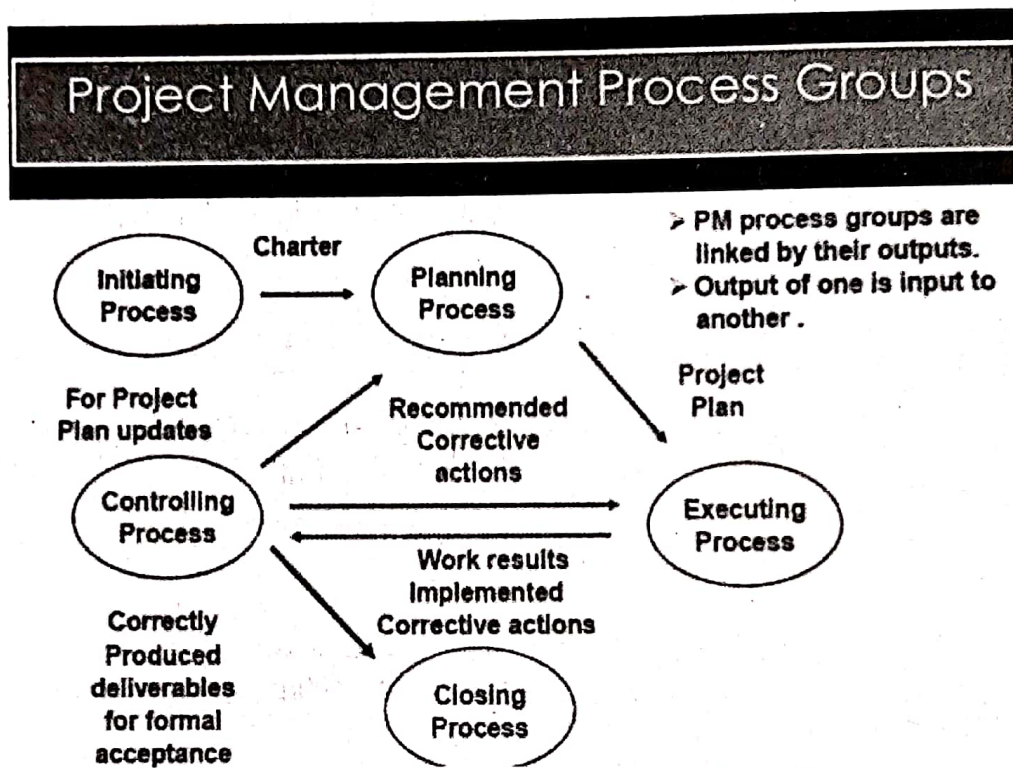 Project Management Process Groups
➢ PM process groups are
linked by their outputs.
➢ Output of one is input to
another .
Charter
Initiating
Process
Planning
Process
Project
Plan
For Project
Plan updates
Recommended
Corrective
actions
Controlling
Process
Executing
Process
Work results
Implemented
Corrective actions
Correctly
Produced
deliverables
for formal
acceptance
Closing
Process